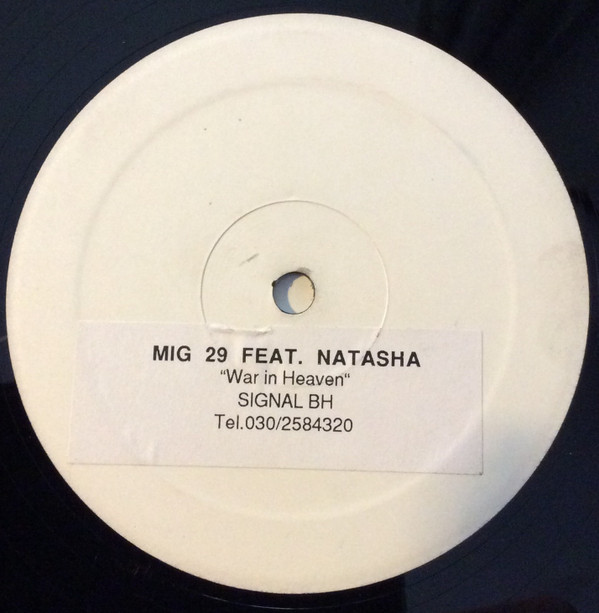 MIG 29 FEAT. NATASHA
"War in Heaven“
SIGNAL BH
Tel.030/2584320